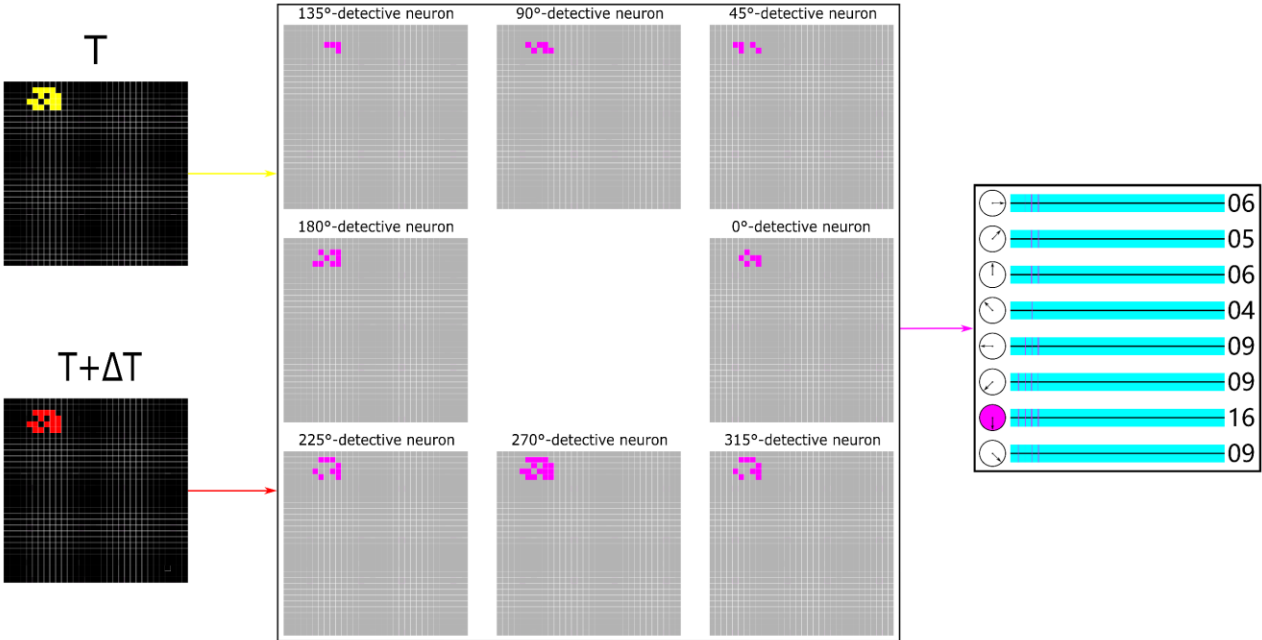 T
T+ΔT
135°-detective neuron
90°-detective neuron
45°-detective neuron
180°-detective neuron
0°-detective neuron
225°-detective neuron
270°-detective neuron
315°-detective neuron
06
05
06
04
09
09
16
09